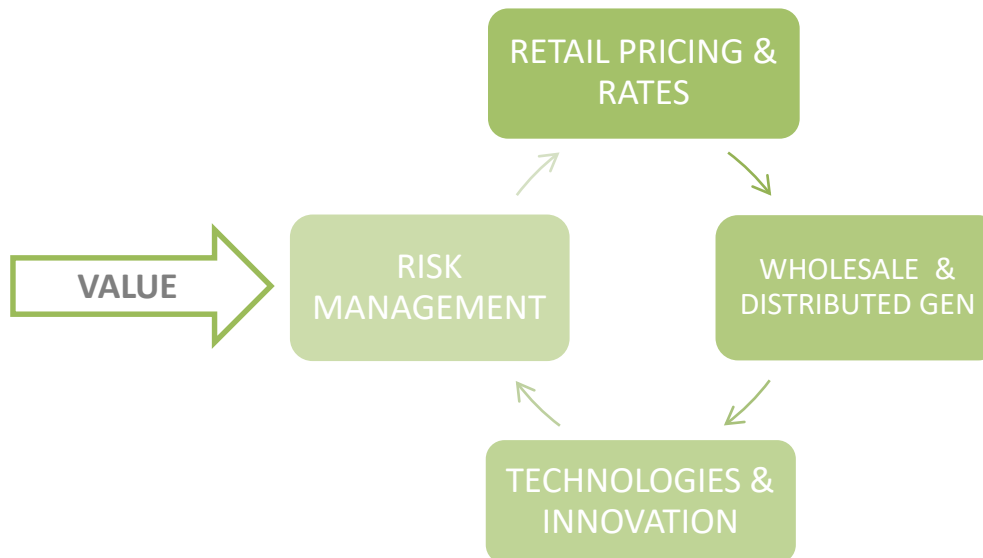 RETAIL PRICING &
RATES
VALUE
RISK
MANAGEMENT
WHOLESALE &
DISTRIBUTED GEN
TECHNOLOGIES &
INNOVATION